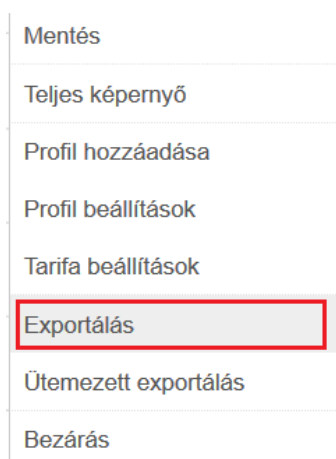 Mentés
Teljes képernyő
Profil hozzáadása
Profil beállítások
Tarifa beállítások
Exportálás
Ütemezett exportálás
Bezárás